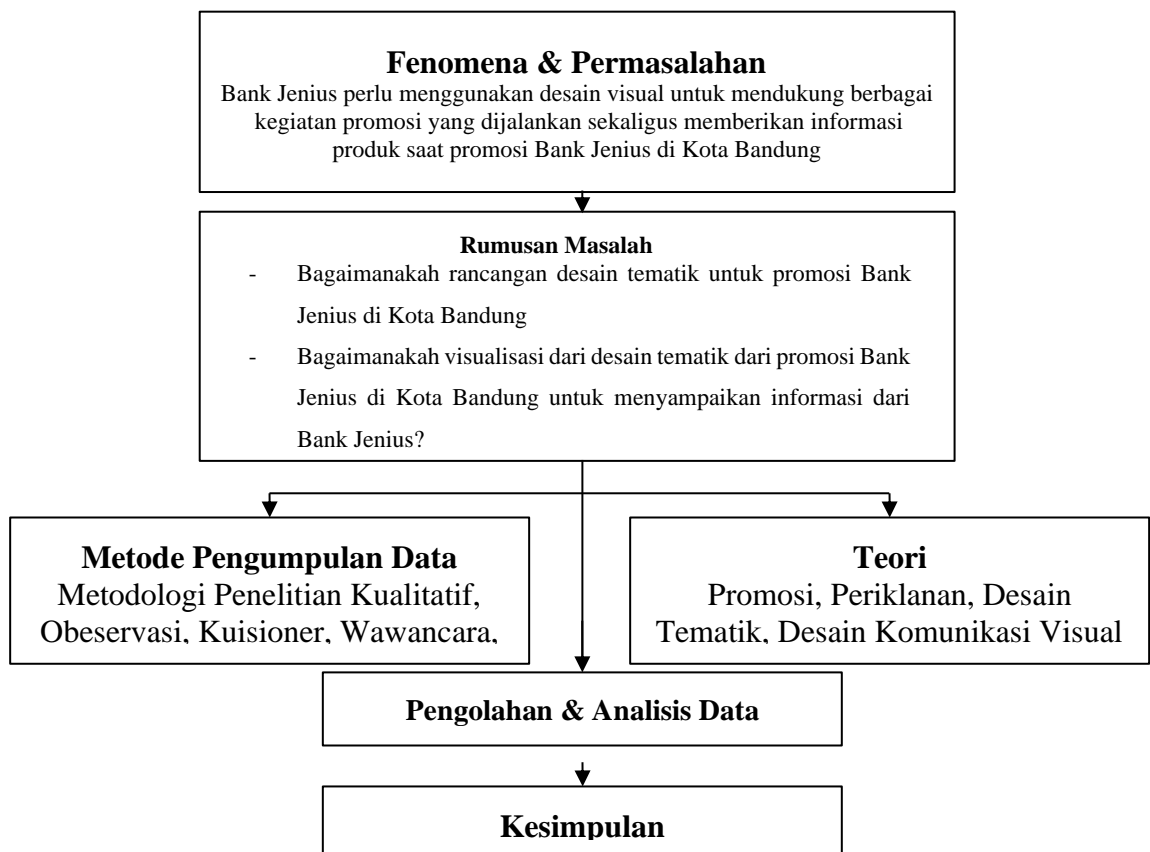 Fenomena & Permasalahan
Bank Jenius perlu menggunakan desain visual untuk mendukung berbagai
kegiatan promosi yang dijalankan sekaligus memberikan informasi
produk saat promosi Bank Jenius di Kota Bandung
Rumusan Masalah
- Bagaimanakah rancangan desain tematik untuk promosi Bank
Jenius di Kota Bandung
- Bagaimanakah visualisasi dari desain tematik dari promosi Bank
Jenius di Kota Bandung untuk menyampaikan informasi dari
Bank Jenius?
Metode Pengumpulan Data
Metodologi Penelitian Kualitatif,
Obeservasi, Kuisioner, Wawancara,
Teori
Promosi, Periklanan, Desain
Tematik, Desain Komunikasi Visual
Pengolahan & Analisis Data
Kesimpulan